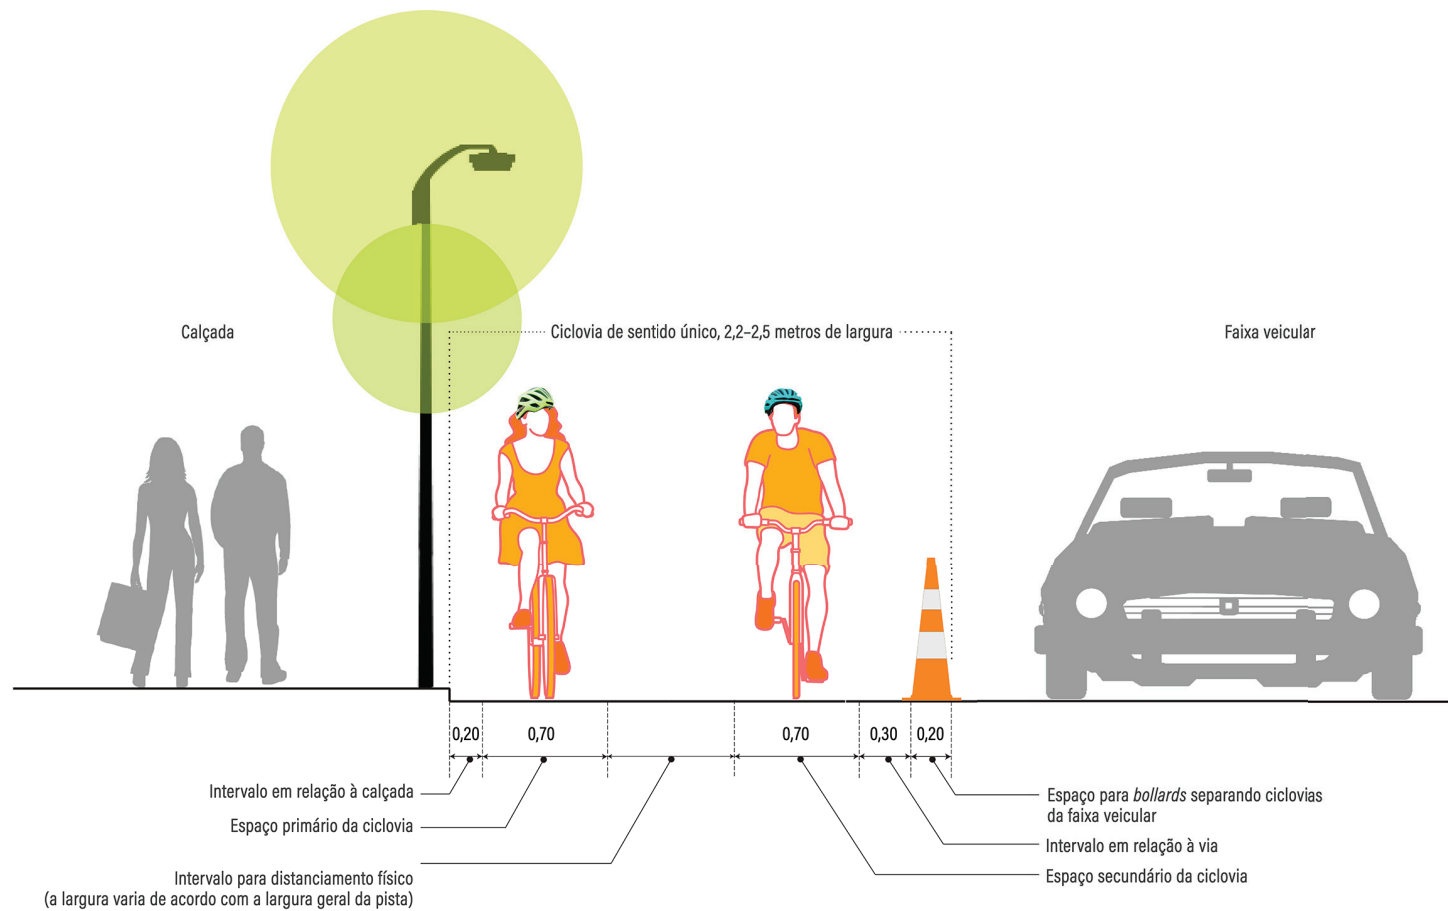 Calçada
Ciclovia de sentido único, 2,2–2,5 metros de largura
Faixa veicular
0,20
0,70
0,70
0,30
0,20
Intervalo em relação à calçada
Espaço primário da ciclovia
Intervalo para distanciamento físico
(a largura varia de acordo com a largura geral da pista)
Espaço para bollards separando ciclovias
da faixa veicular
Intervalo em relação à via
Espaço secundário da ciclovia